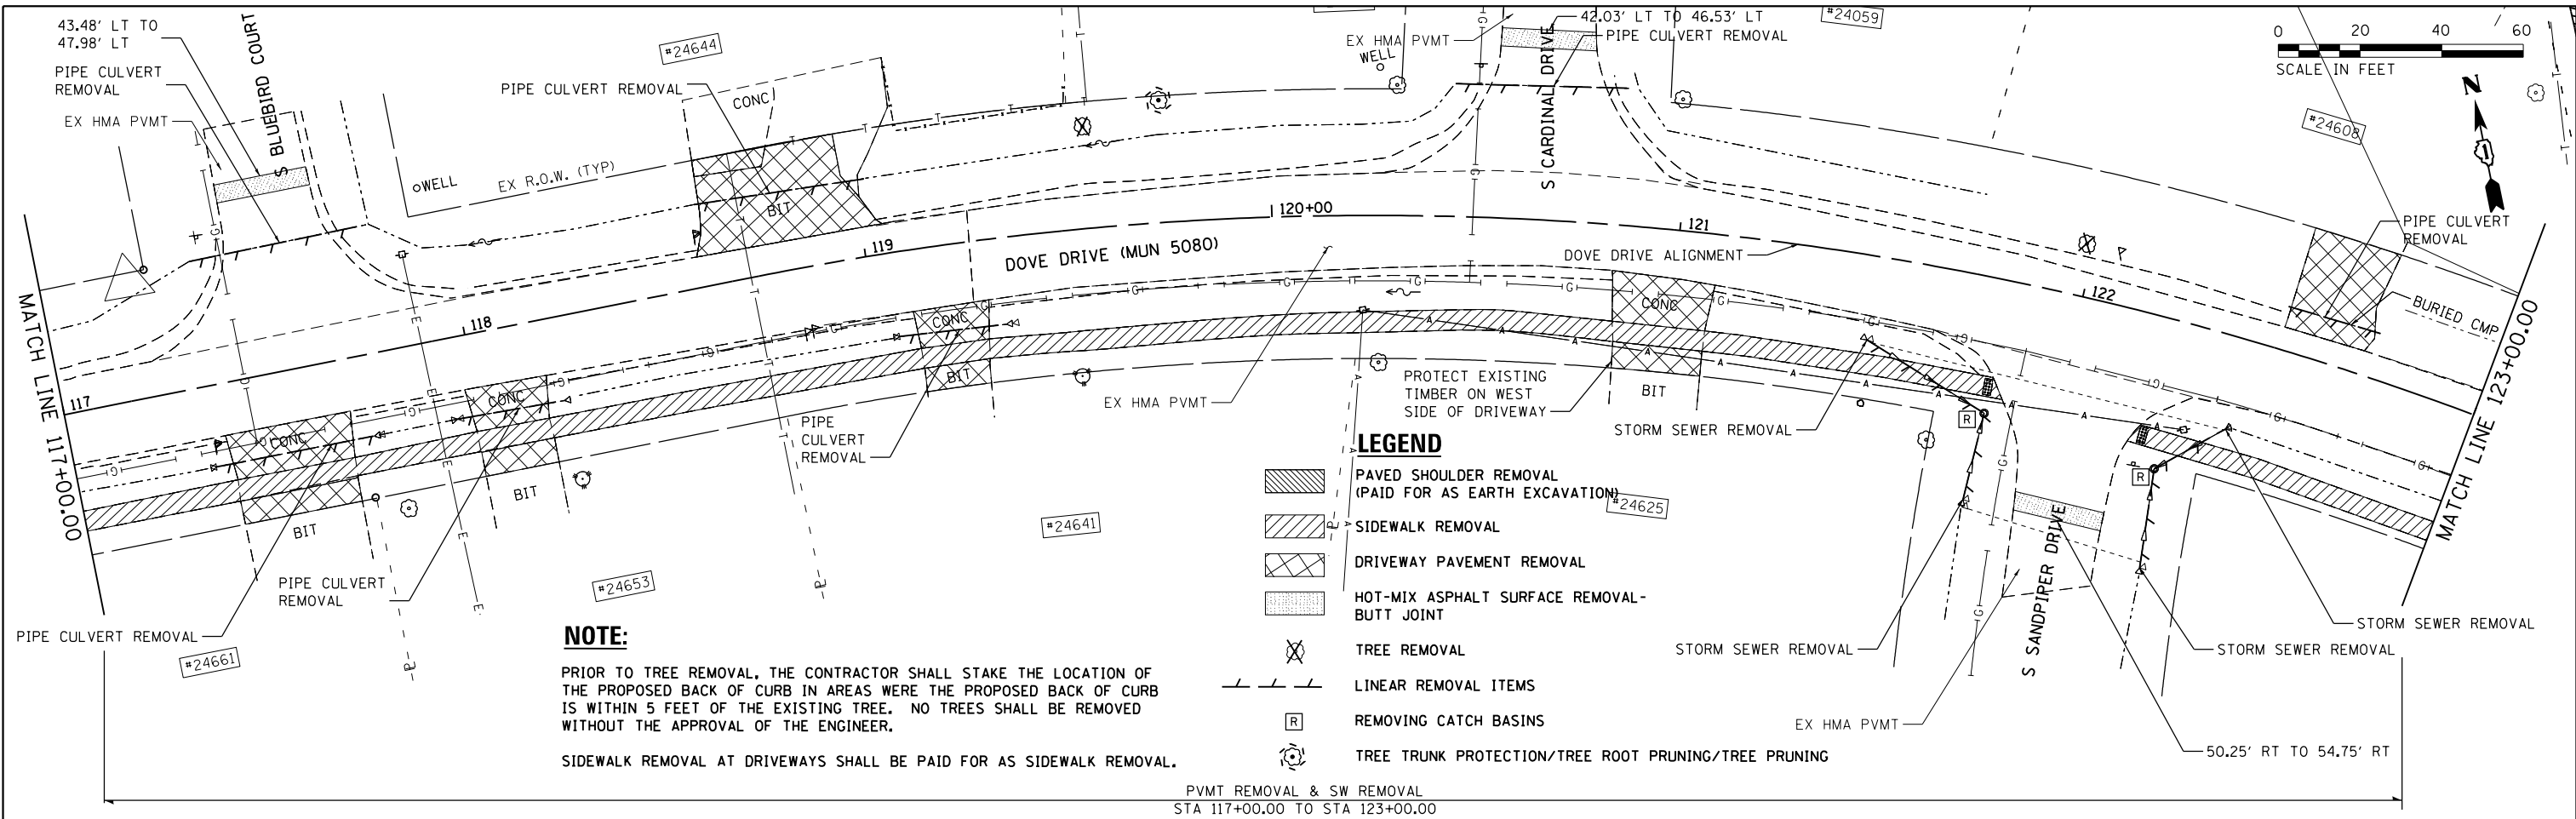 43.48' LT TO
47.98' LT
PIPE CULVERT
REMOVAL
EX HMA PVMT
S BLUEBIRD COURT
#24644
PIPE CULVERT REMOVAL
CONC
BIT
WELL
EX R.O.W. (TYP)
EX HMA PVMT
WELL
42.03' LT TO 46.53' LT
PIPE CULVERT REMOVAL
S CARDINAL DRIVE
#24059
0 20 40 60
SCALE IN FEET
N
#24608
PIPE CULVERT
REMOVAL
BURIED CMP
MATCH LINE 117+00.00
117
118
119
120+00
121
122
DOVE DRIVE (MUN 5080)
DOVE DRIVE ALIGNMENT
MATCH LINE 123+00.00
CONC
BIT
CONC
BIT
CONC
BIT
CONC
BIT
PIPE
CULVERT
REMOVAL
EX HMA PVMT
PROTECT EXISTING
TIMBER ON WEST
SIDE OF DRIVEWAY
STORM SEWER REMOVAL
R
R
PIPE CULVERT
REMOVAL
PIPE CULVERT REMOVAL
#24661
#24653
#24641
#24625
STORM SEWER REMOVAL
S SANDPIPER DRIVE
EX HMA PVMT
STORM SEWER REMOVAL
STORM SEWER REMOVAL
50.25' RT TO 54.75' RT
NOTE:
PRIOR TO TREE REMOVAL, THE CONTRACTOR SHALL STAKE THE LOCATION OF
THE PROPOSED BACK OF CURB IN AREAS WERE THE PROPOSED BACK OF CURB
IS WITHIN 5 FEET OF THE EXISTING TREE. NO TREES SHALL BE REMOVED
WITHOUT THE APPROVAL OF THE ENGINEER.
SIDEWALK REMOVAL AT DRIVEWAYS SHALL BE PAID FOR AS SIDEWALK REMOVAL.
LEGEND
PAVED SHOULDER REMOVAL
(PAID FOR AS EARTH EXCAVATION)
SIDEWALK REMOVAL
DRIVEWAY PAVEMENT REMOVAL
HOT-MIX ASPHALT SURFACE REMOVAL-
BUTT JOINT
TREE REMOVAL
LINEAR REMOVAL ITEMS
R REMOVING CATCH BASINS
TREE TRUNK PROTECTION/TREE ROOT PRUNING/TREE PRUNING
PVMT REMOVAL & SW REMOVAL
STA 117+00.00 TO STA 123+00.00